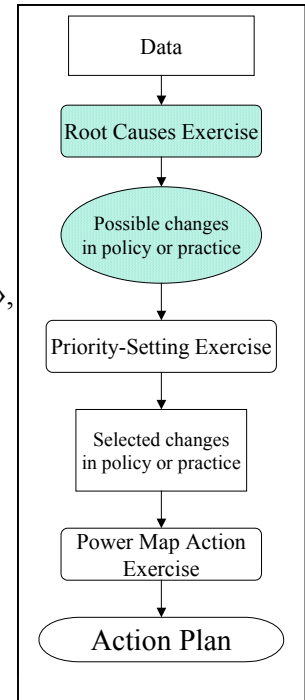 Data
Root Causes Exercise
Possible changes
in policy or practice
Priority-Setting Exercise
Selected changes
in policy or practice
Power Map Action
Exercise
Action Plan